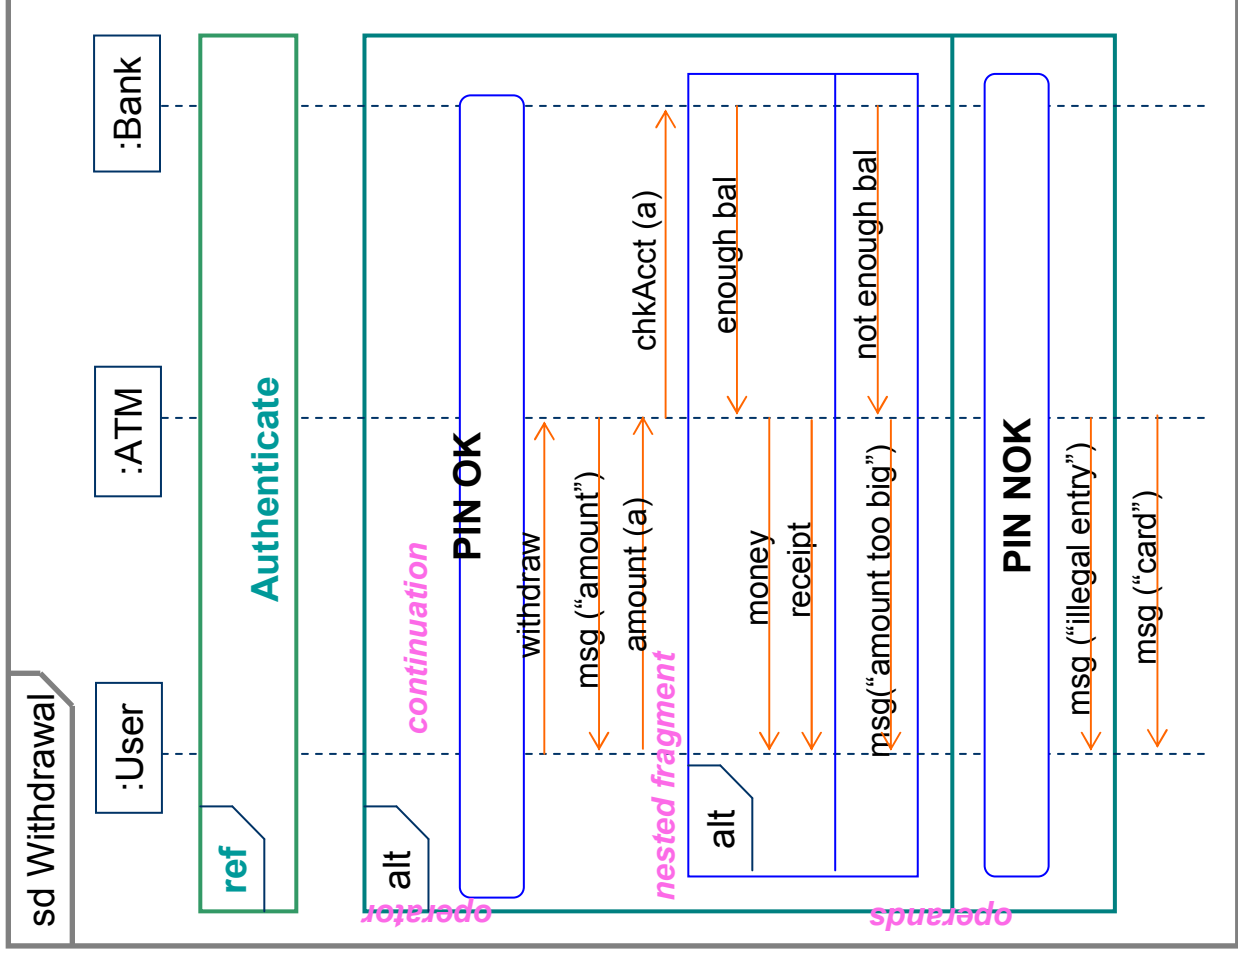 sd Withdrawal
:User
:ATM
:Bank
ref
Authenticate
alt
operator
continuation
PIN OK
withdraw
msg (“amount”)
amount (a)
chkAcct (a)
nested fragment
alt
enough bal
money
receipt
not enough bal
msg(“amount too big”)
operands
PIN NOK
msg (“illegal entry”)
msg (“card”)